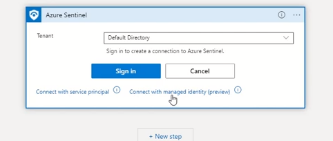 Azure Sentinel
Tenant
Default Directory
Sign in to create a connection to Azure Sentinel.
Sign in
Cancel
Connect with service principal
Connect with managed identity (preview)
+ New step